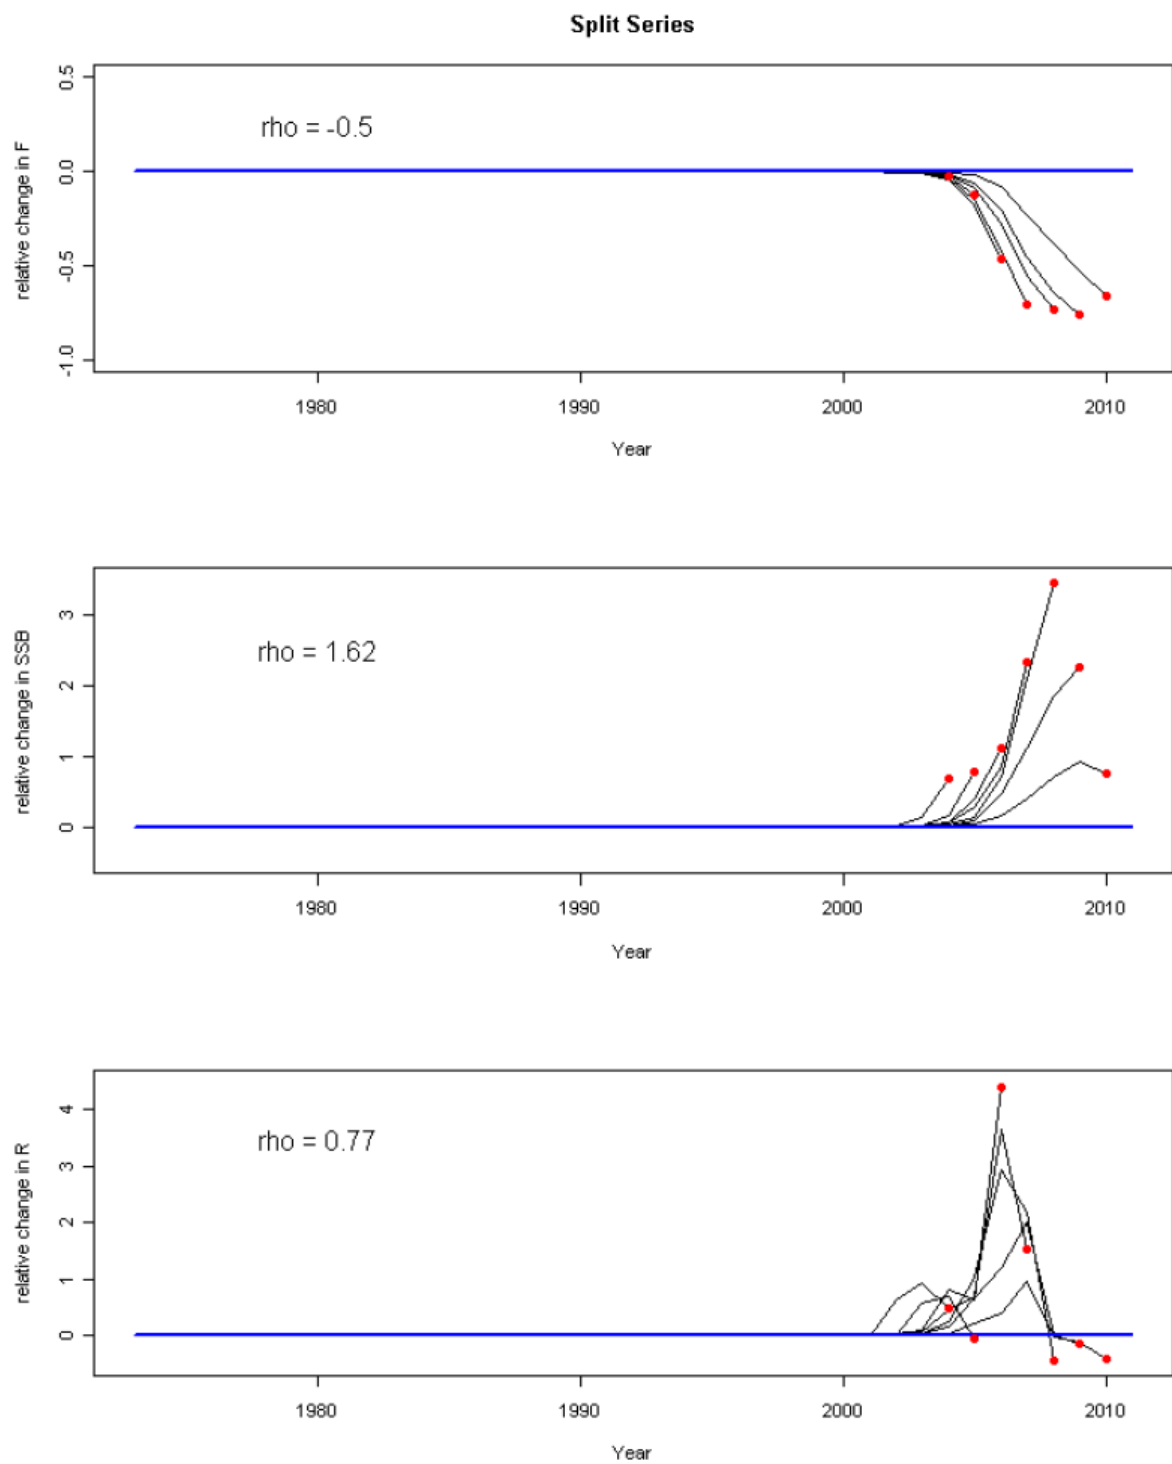 Split Series
relative change in F
0.5
0.0
-0.5
-1.0
rho = -0.5
1980 1990 2000 2010
Year
relative change in SSB
3
2
1
0
rho = 1.62
1980 1990 2000 2010
Year
relative change in R
4
3
2
1
0
rho = 0.77
1980 1990 2000 2010
Year